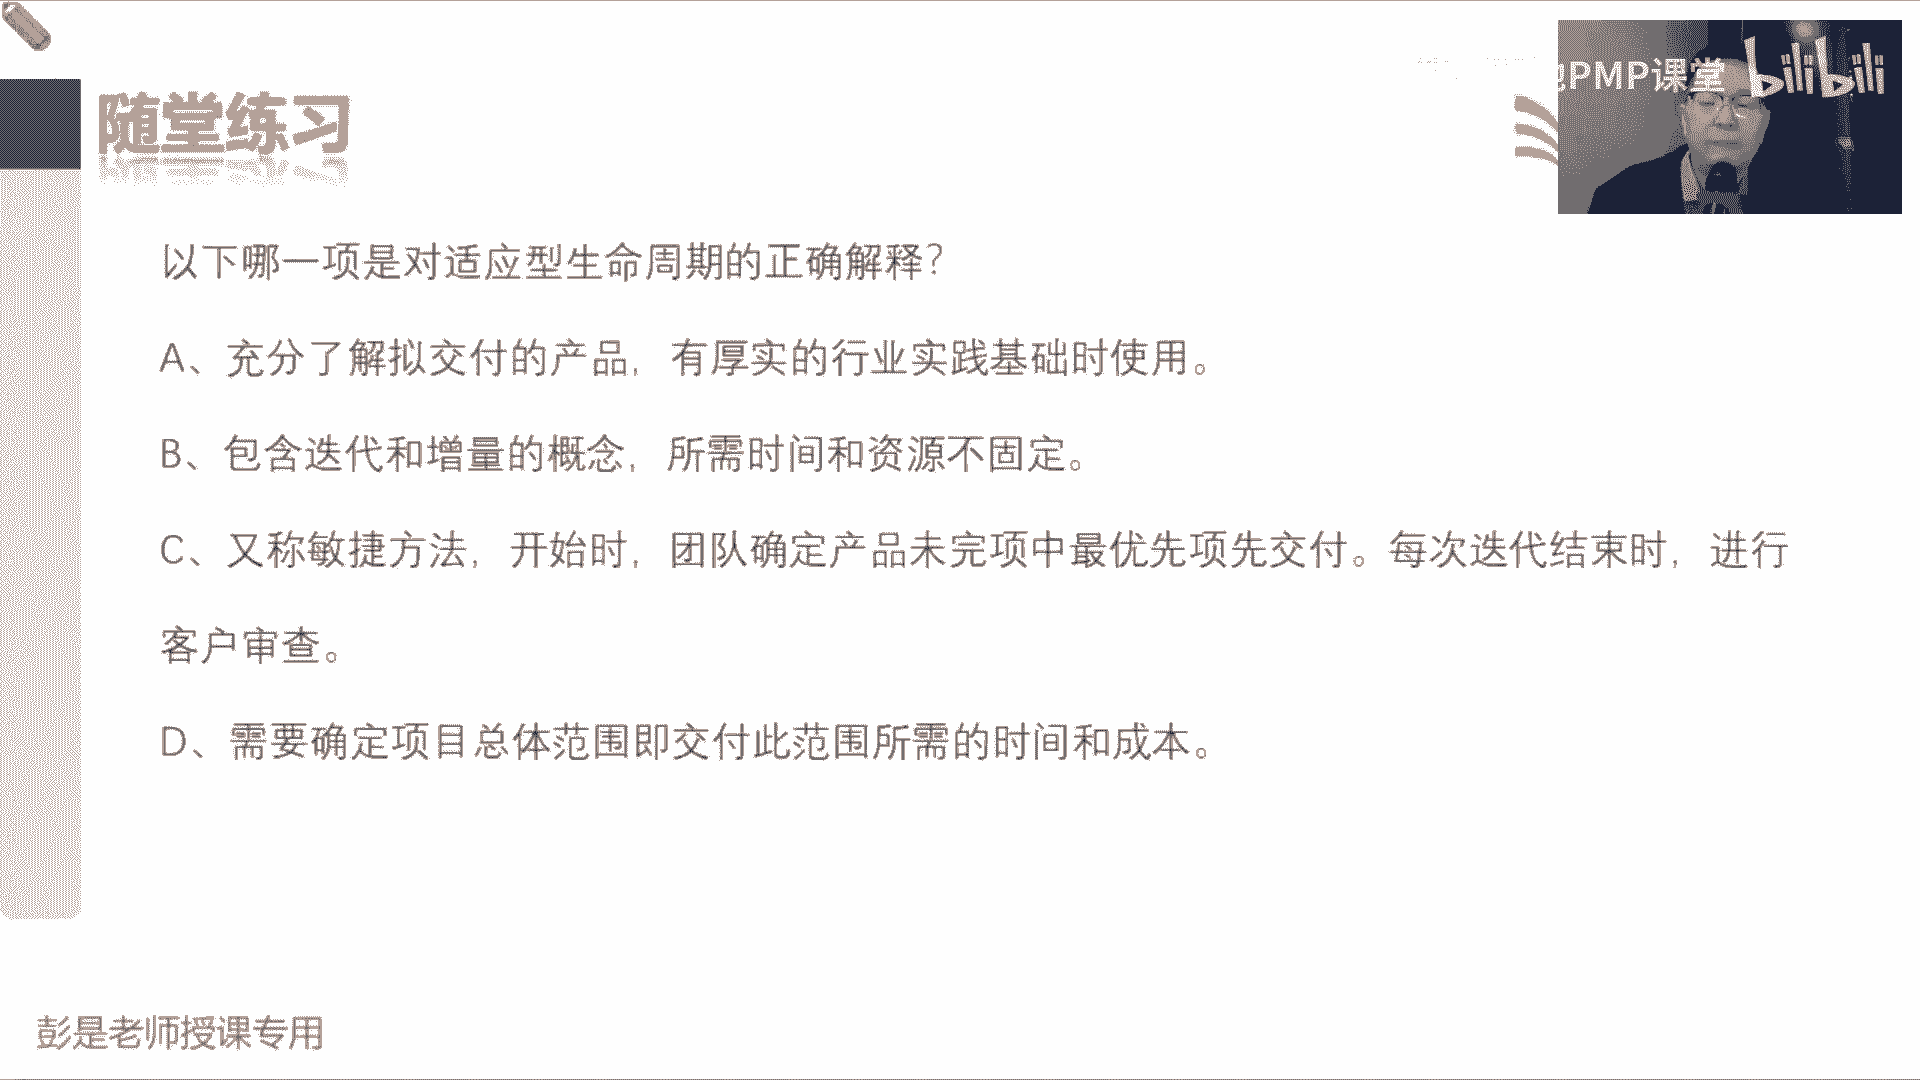 PMP课堂 bilibili
随堂练习
以下哪一项是对适应型生命周期的正确解释？
A、充分了解拟交付的产品，有厚实的行业实践基础时使用。
B、包含迭代和增量的概念，所需时间和资源不固定。
C、又称敏捷方法，开始时，团队确定产品未完项中最优先项先交付。每次迭代结束时，进行
客户审查。
D、需要确定项目总体范围即交付此范围所需的时间和成本。
彭是老师授课专用